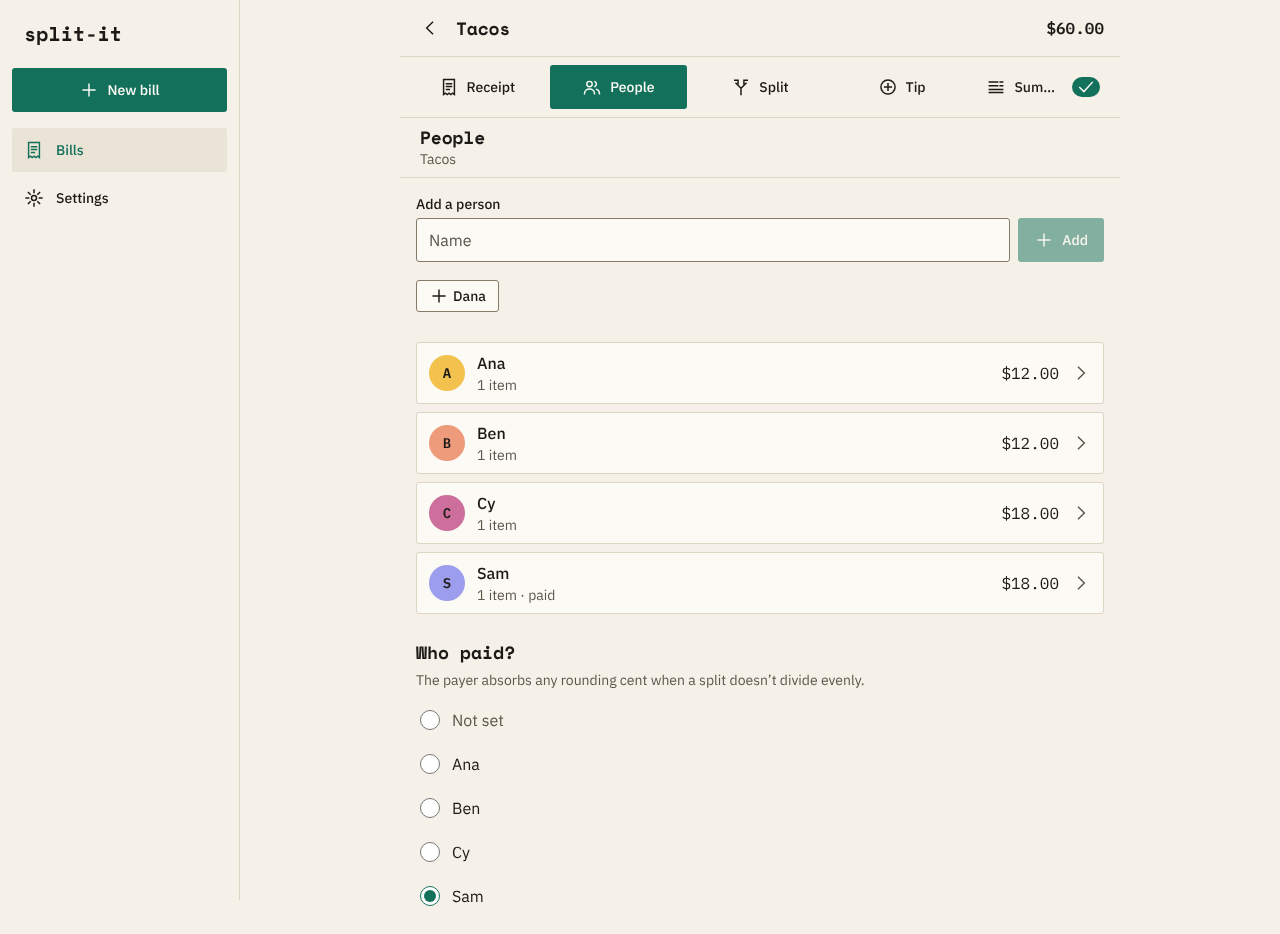 split-it
New bill
Bills
Settings
Tacos
$60.00
Receipt
People
Split
Tip
Sum...
People
Tacos
Add a person
Name
Add
Dana
A
Ana
1 item
$12.00
B
Ben
1 item
$12.00
C
Cy
1 item
$18.00
S
Sam
1 item · paid
$18.00
Who paid?
The payer absorbs any rounding cent when a split doesn’t divide evenly.
Not set
Ana
Ben
Cy
Sam